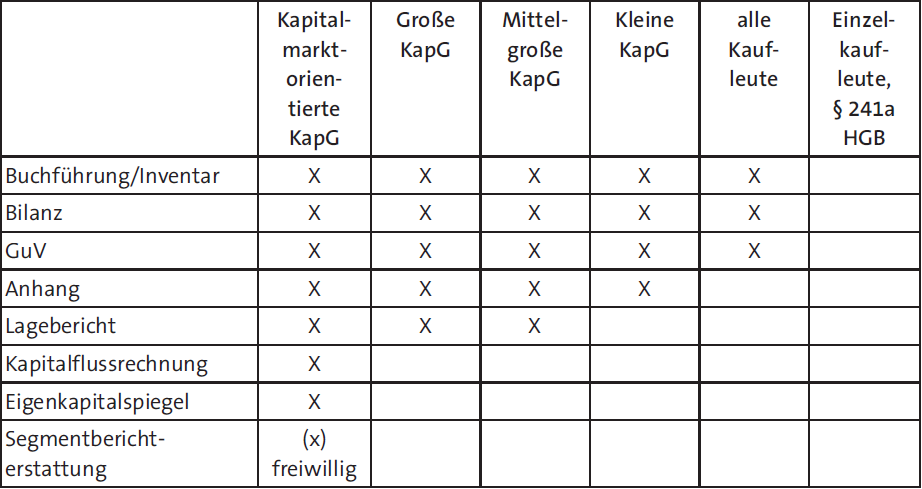 Kapital-
markt-
orien-
tierte
KapG
Große
KapG
Mittel-
große
KapG
Kleine
KapG
alle
Kauf-
leute
Einzel-
kauf-
leute,
§ 241a
HGB
Buchführung/Inventar X X X X X
Bilanz X X X X X
GuV X X X X X
Anhang X X X X
Lagebericht X X X
Kapitalflussrechnung X
Eigenkapitalspiegel X
Segmentbericht-
erstattung
(x)
freiwillig